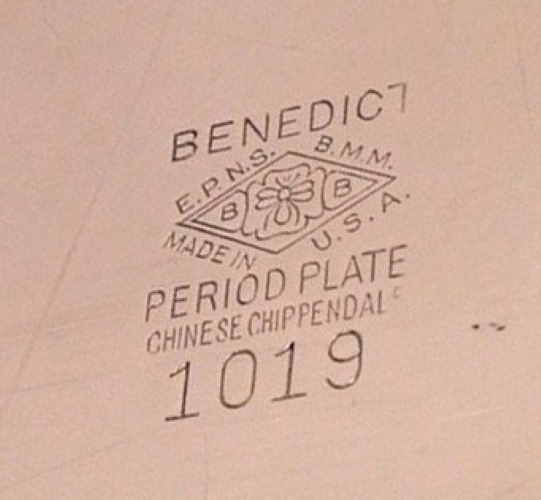 BENEDICT
E.P.N.S. B.M.M.
B B
MADE IN U.S.A.
PERIOD PLATE
CHINESE CHIPPENDALE
1019